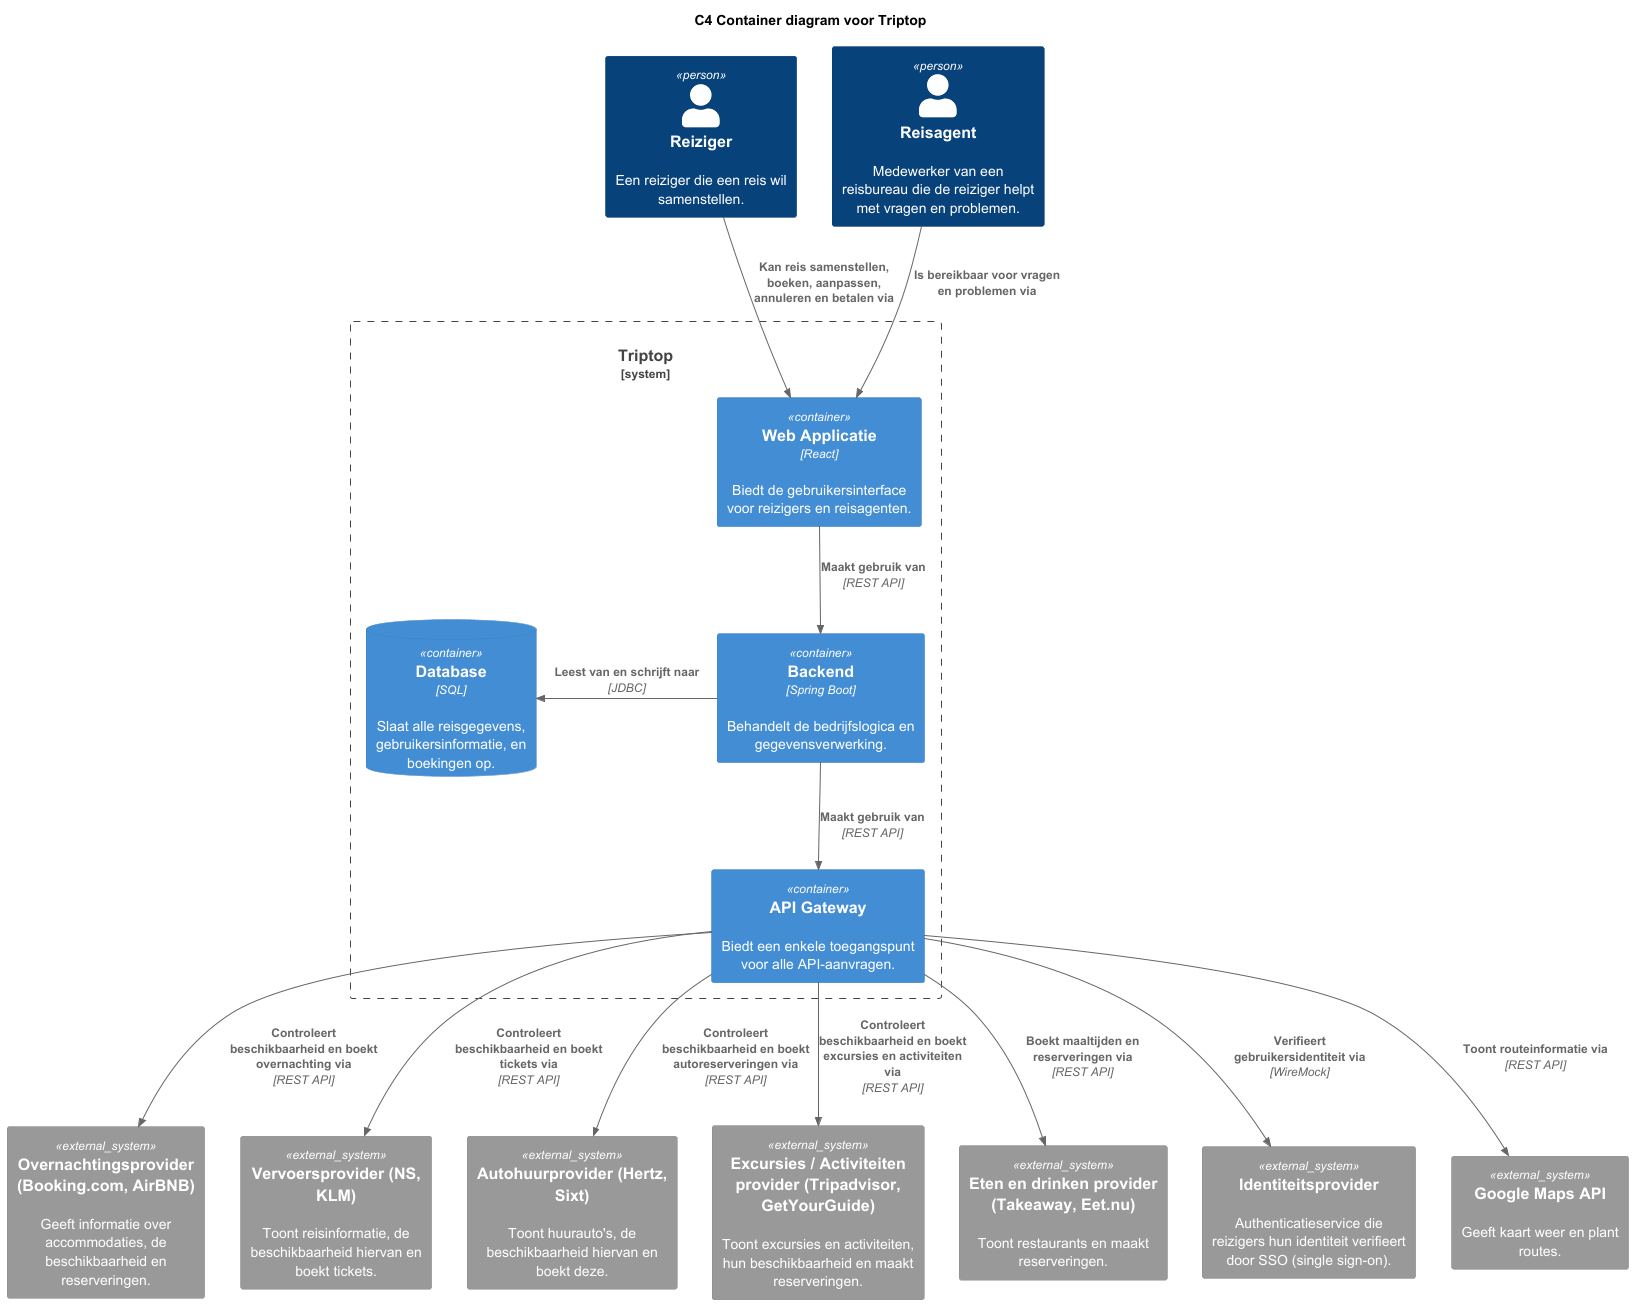 C4 Container diagram voor Triptop
«person»
Reiziger
Een reiziger die een reis wil
samenstellen.
«person»
Reisagent
Medewerker van een
reisbureau die de reiziger helpt
met vragen en problemen.
Kan reis samenstellen,
boeken, aanpassen,
annuleren en betalen via
Is bereikbaar voor vragen
en problemen via
Triptop
[system]
«container»
Web Applicatie
[React]
Biedt de gebruikersinterface
voor reizigers en reisagenten.
Maakt gebruik van
[REST API]
«container»
Database
[SQL]
Slaat alle reisgegevens,
gebruikersinformatie, en
boekingen op.
Leest van en schrijft naar
[JDBC]
«container»
Backend
[Spring Boot]
Behandelt de bedrijfslogica en
gegevensverwerking.
Maakt gebruik van
[REST API]
«container»
API Gateway
Biedt een enkele toegangspunt
voor alle API-aanvragen.
Controleert
beschikbaarheid en boekt
overnachting via
[REST API]
Controleert
beschikbaarheid en boekt
tickets via
[REST API]
Controleert
beschikbaarheid en boekt
autoreserveringen via
[REST API]
Controleert
beschikbaarheid en boekt
excursies en activiteiten
via
[REST API]
Boekt maaltijden en
reserveringen via
[REST API]
Verifieert
gebruikersidentiteit via
[WireMock]
Toont routeinformatie via
[REST API]
«external_system»
Overnachtingsprovider
(Booking.com, AirBNB)
Geeft informatie over
accommodaties, de
beschikbaarheid en
reserveringen.
«external_system»
Vervoersprovider (NS,
KLM)
Toont reisinformatie, de
beschikbaarheid hiervan en
boekt tickets.
«external_system»
Autohuurprovider (Hertz,
Sixt)
Toont huurauto's, de
beschikbaarheid hiervan en
boekt deze.
«external_system»
Excursies / Activiteiten
provider (Tripadvisor,
GetYourGuide)
Toont excursies en activiteiten,
hun beschikbaarheid en maakt
reserveringen.
«external_system»
Eten en drinken provider
(Takeaway, Eet.nu)
Toont restaurants en maakt
reserveringen.
«external_system»
Identiteitsprovider
Authenticatieservice die
reizigers hun identiteit verifieert
door SSO (single sign-on).
«external_system»
Google Maps API
Geeft kaart weer en plant
routes.